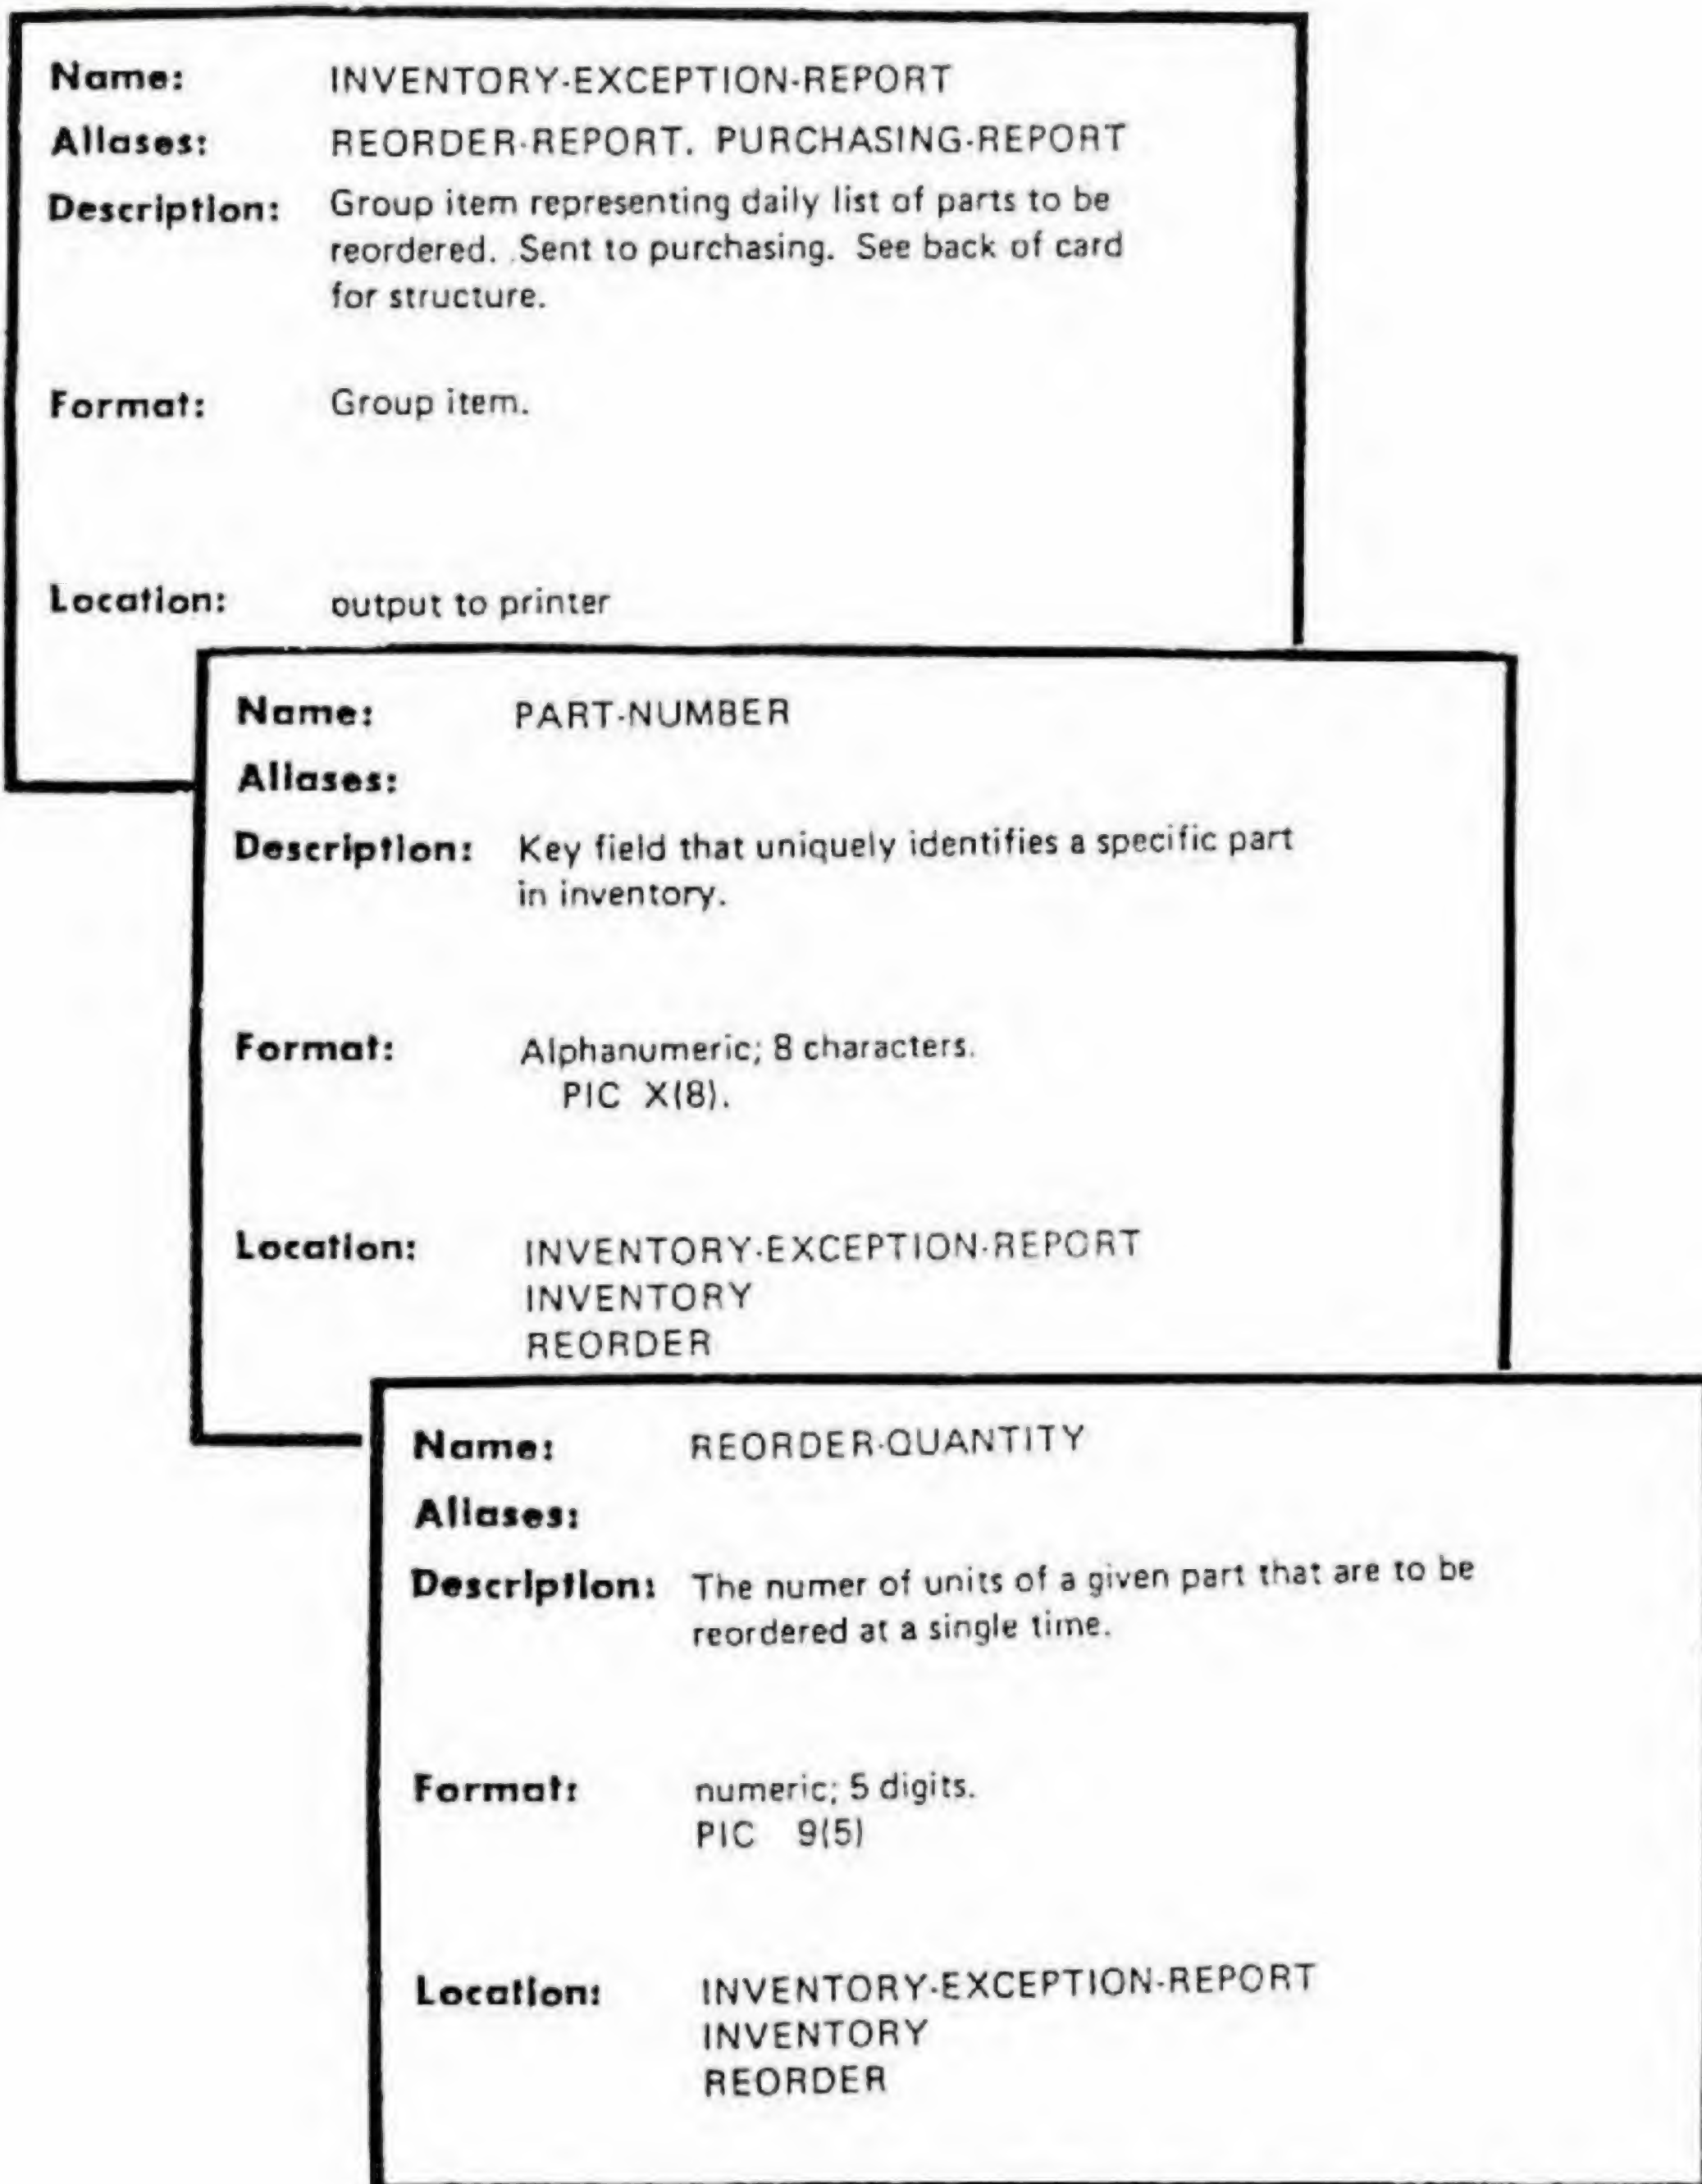 Name: INVENTORY-EXCEPTION-REPORT
Aliases: REORDER-REPORT. PURCHASING-REPORT
Description: Group item representing daily list of parts to be
reordered. Sent to purchasing. See back of card
for structure.
Format: Group item.
Location: output to printer
Name: PART-NUMBER
Aliases:
Description: Key field that uniquely identifies a specific part
in inventory.
Format: Alphanumeric; 8 characters.
PIC X(8).
Location: INVENTORY-EXCEPTION-REPORT
INVENTORY
REORDER
Name: REORDER-QUANTITY
Aliases:
Description: The numer of units of a given part that are to be
reordered at a single time.
Format: numeric; 5 digits.
PIC 9(5)
Location: INVENTORY-EXCEPTION-REPORT
INVENTORY
REORDER